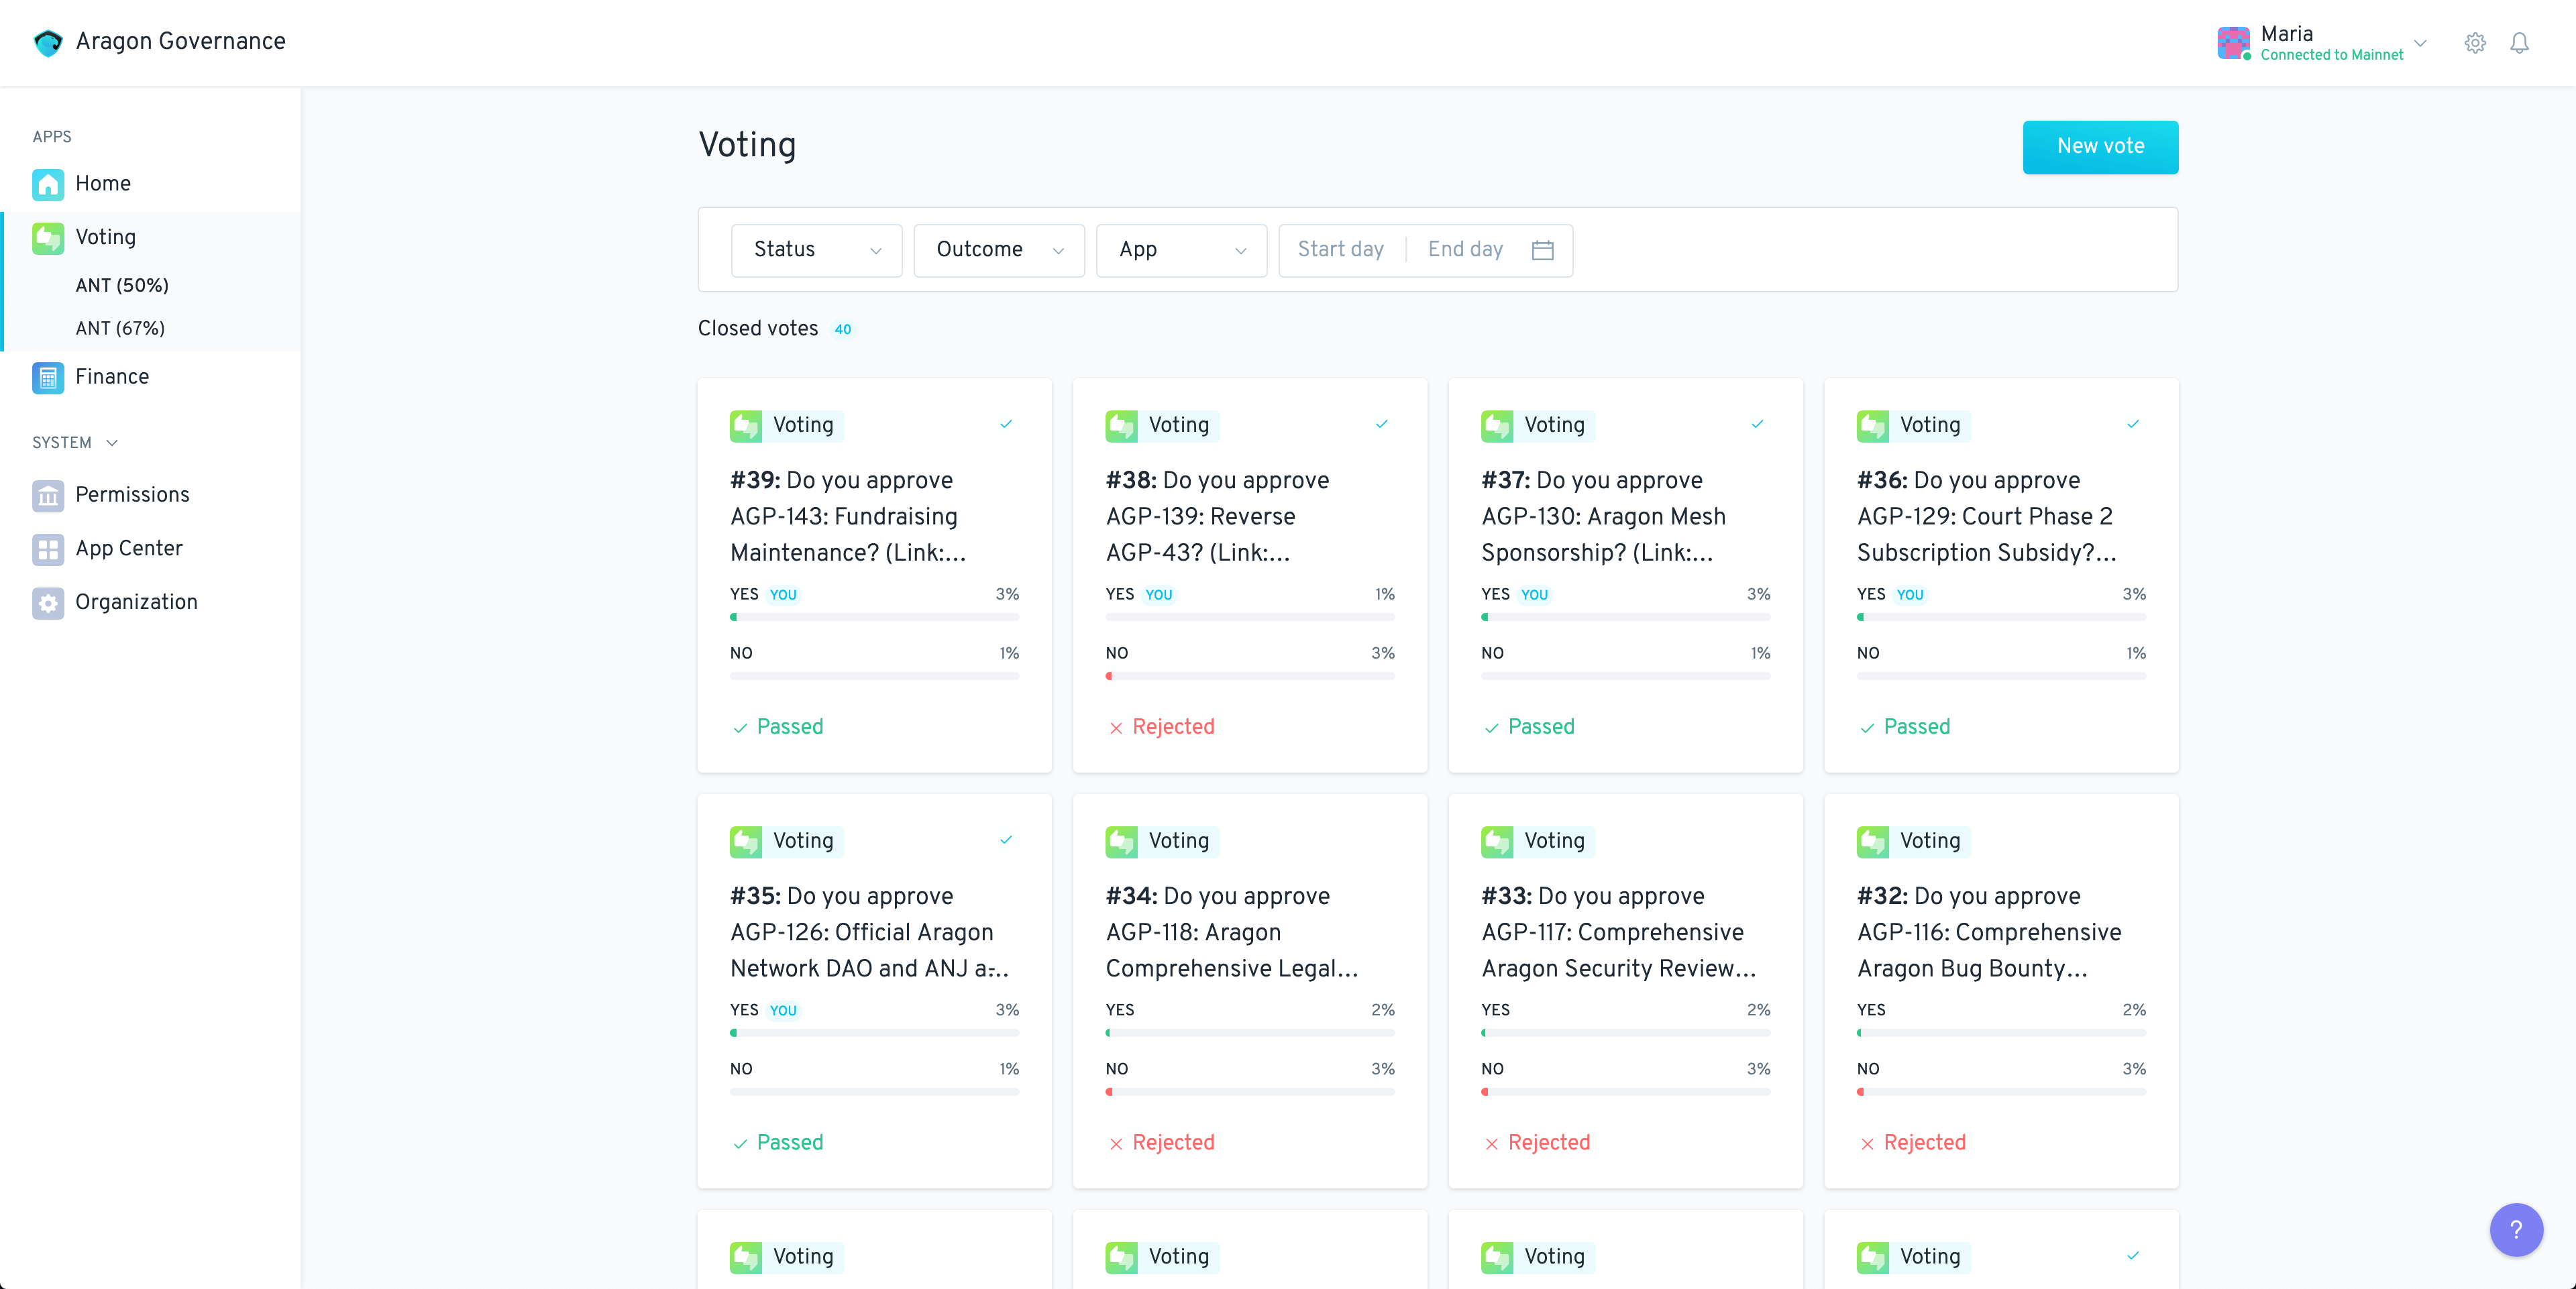 Aragon Governance
Maria
Connected to Mainnet
APPS
Home
Voting
ANT (50%)
ANT (67%)
Finance
SYSTEM
Permissions
App Center
Organization
Voting
New vote
Status
Outcome
App
Start day
End day
Closed votes 40
Voting
#39: Do you approve
AGP-143: Fundraising
Maintenance? (Link:...
YES YOU 3%
NO 1%
Passed
Voting
#38: Do you approve
AGP-139: Reverse
AGP-43? (Link:...
YES YOU 1%
NO 3%
Rejected
Voting
#37: Do you approve
AGP-130: Aragon Mesh
Sponsorship? (Link:...
YES YOU 3%
NO 1%
Passed
Voting
#36: Do you approve
AGP-129: Court Phase 2
Subscription Subsidy?...
YES YOU 3%
NO 1%
Passed
Voting
#35: Do you approve
AGP-126: Official Aragon
Network DAO and ANJ a-...
YES YOU 3%
NO 1%
Passed
Voting
#34: Do you approve
AGP-118: Aragon
Comprehensive Legal...
YES 2%
NO 3%
Rejected
Voting
#33: Do you approve
AGP-117: Comprehensive
Aragon Security Review...
YES 2%
NO 3%
Rejected
Voting
#32: Do you approve
AGP-116: Comprehensive
Aragon Bug Bounty...
YES 2%
NO 3%
Rejected
Voting
Voting
Voting
Voting
?